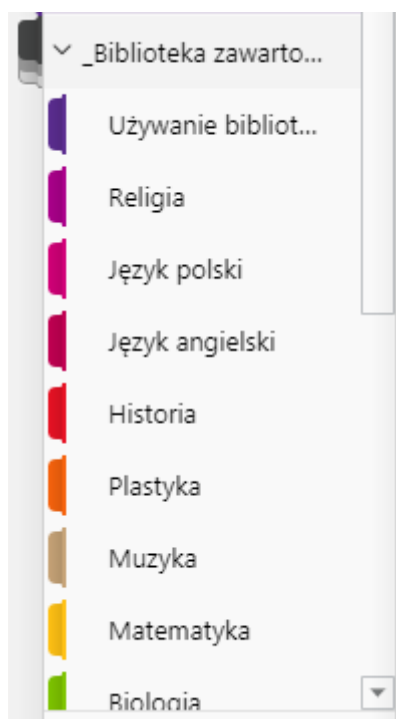 _Biblioteka zawarto...
Używanie bibliot...
Religia
Język polski
Język angielski
Historia
Plastyka
Muzyka
Matematyka
Biologia